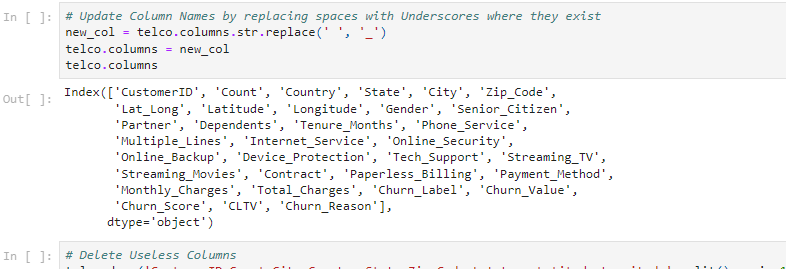 In [ ]:
# Update Column Names by replacing spaces with Underscores where they exist
new_col = telco.columns.str.replace(' ', '_')
telco.columns = new_col
telco.columns
Out[ ]:
Index(['CustomerID', 'Count', 'Country', 'State', 'City', 'Zip_Code',
'Lat_Long', 'Latitude', 'Longitude', 'Gender', 'Senior_Citizen',
'Partner', 'Dependents', 'Tenure_Months', 'Phone_Service',
'Multiple_Lines', 'Internet_Service', 'Online_Security',
'Online_Backup', 'Device_Protection', 'Tech_Support', 'Streaming_TV',
'Streaming_Movies', 'Contract', 'Paperless_Billing', 'Payment_Method',
'Monthly_Charges', 'Total_Charges', 'Churn_Label', 'Churn_Value',
'Churn_Score', 'CLTV', 'Churn_Reason'],
dtype='object')
In [ ]:
# Delete Useless Columns